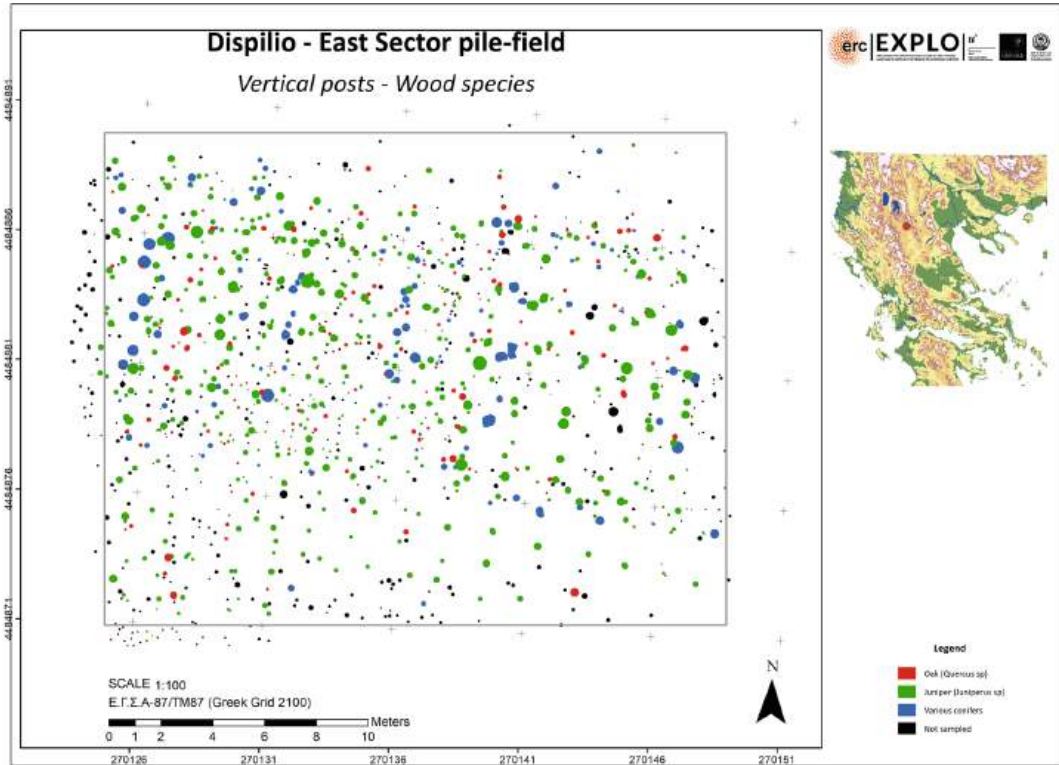 Dispilio - East Sector pile-field
Vertical posts - Wood species
erc EXPLO
4484891
4484886
4484881
4484876
4484871
SCALE 1:100
Ε.Γ.Σ.Α-87/TM87 (Greek Grid 2100)
Meters
0 1 2 4 6 8 10
270126 270131 270136 270141 270146 270151
N
Legend
Oak (Quercus sp)
Juniper (Juniperus sp)
Various conifers
Not sampled